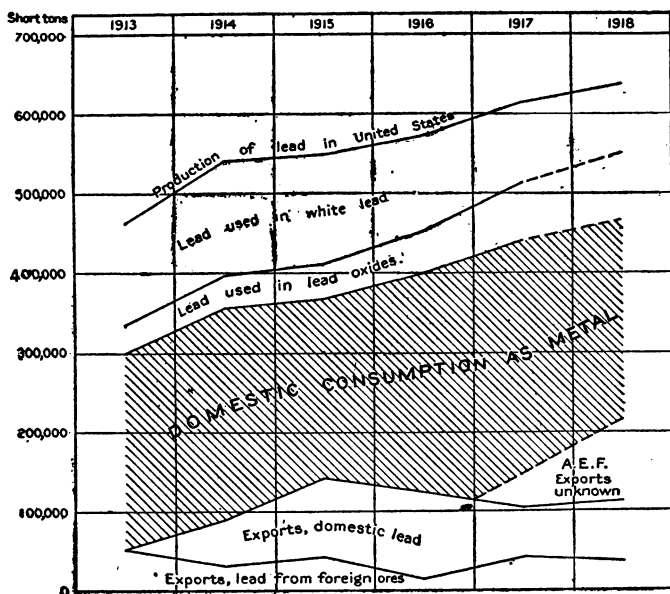 Short tons
1913 1914 1915 1916 1917 1918
700,000
600,000
Production of lead in United States
500,000
Lead used in white lead
400,000
Lead used in lead oxides.
300,000
DOMESTIC CONSUMPTION AS METAL
200,000
A.E.F.
Exports
unknown
100,000
Exports, domestic lead
Exports, lead from foreign ores
0